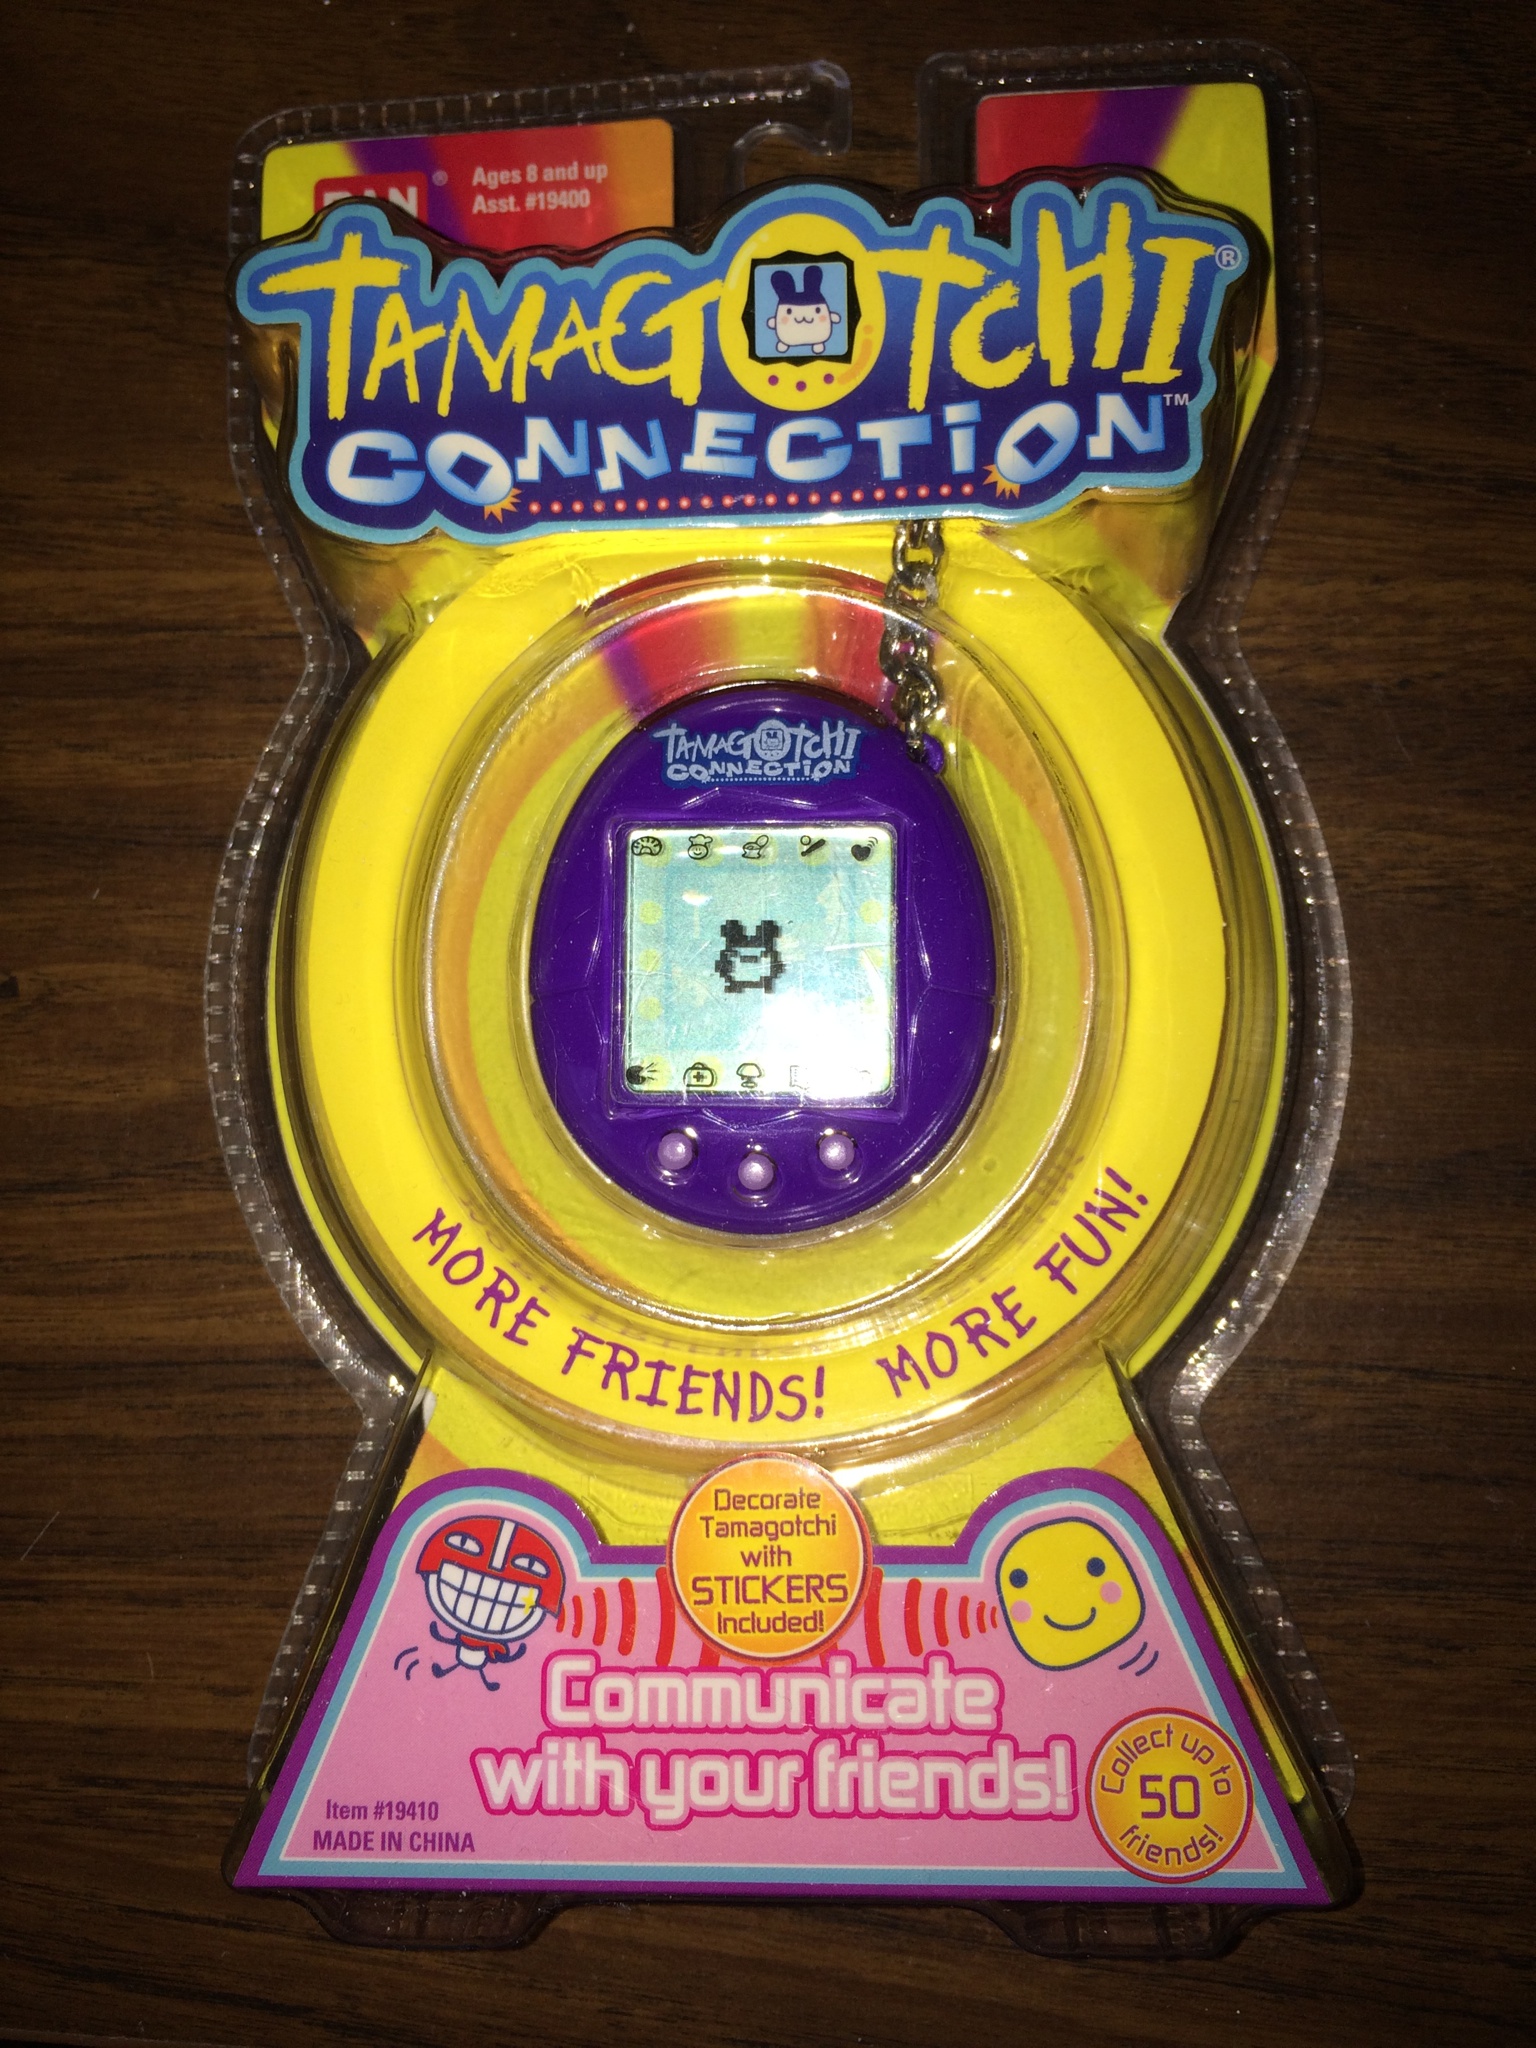 BAN
®
Ages 8 and up
Asst. #19400
TAMAGOTCHI®
CONNECTION™
TAMAGOTCHI
CONNECTION
MORE FRIENDS! MORE FUN!
Decorate
Tamagotchi
with
STICKERS
Included!
Communicate
with your friends!
Collect up to
50
friends!
Item #19410
MADE IN CHINA